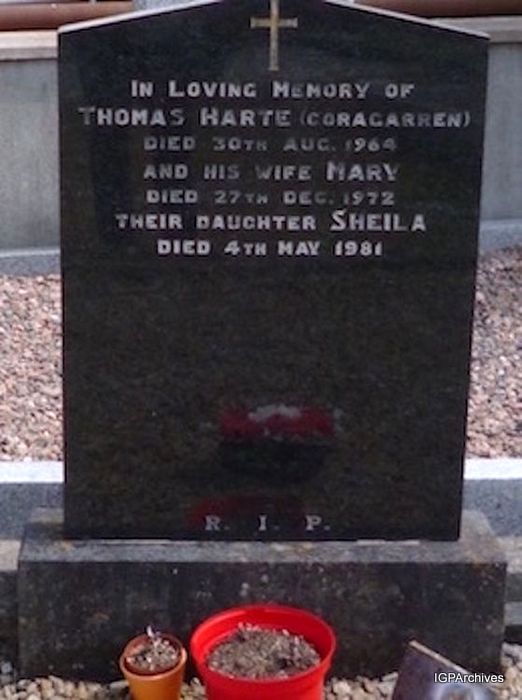 In Loving Memory of
Thomas Harte (Coragarren)
Died 30th Aug. 1964
and his wife Mary
Died 27th Dec. 1972
Their daughter Sheila
Died 4th May 1981
R. I. P.
IGPArchives